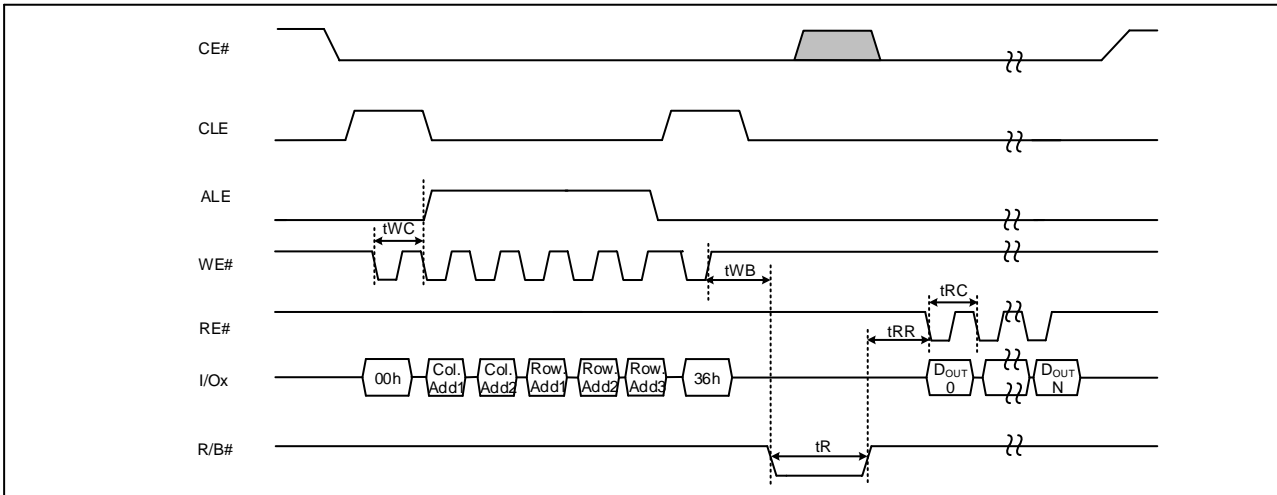 CE#
CLE
ALE
tWC
WE#
tWB
tRC
RE#
tRR
I/Ox
00h
Col.
Add1
Col.
Add2
Row.
Add1
Row.
Add2
Row.
Add3
36h
DOUT
0
DOUT
N
R/B#
tR